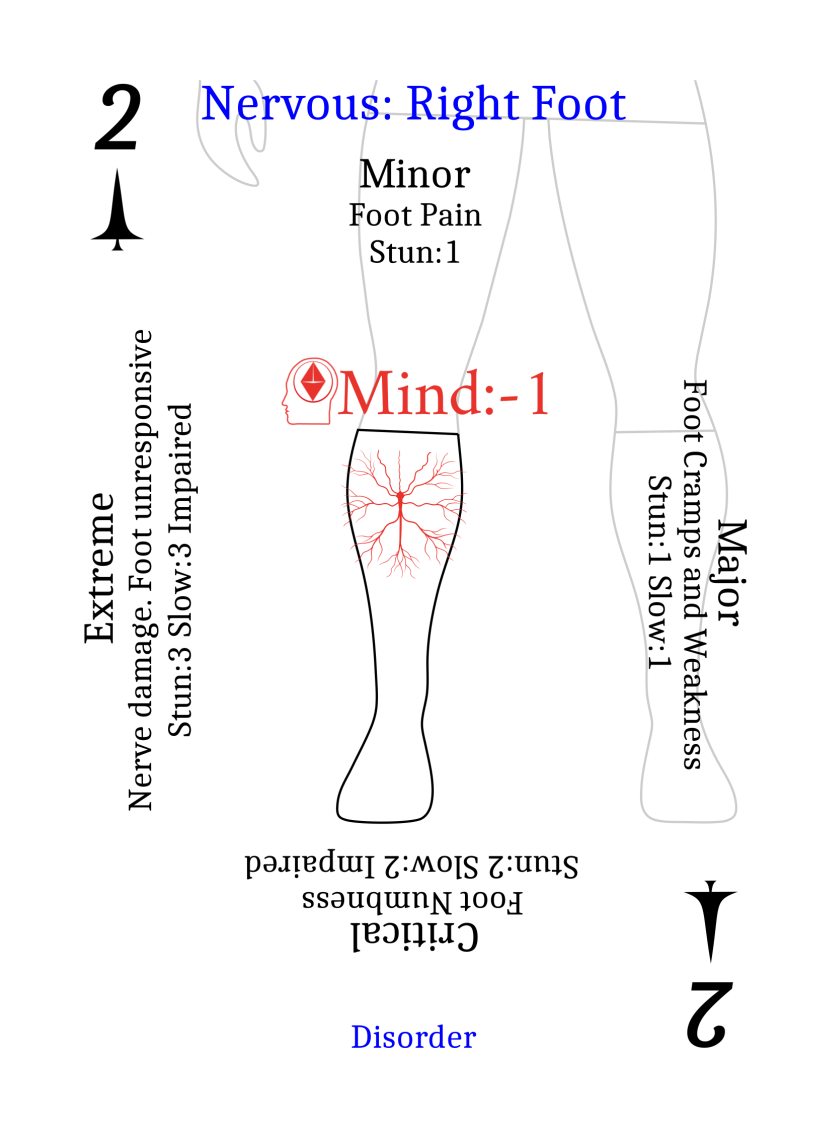 2
Nervous: Right Foot
Minor
Foot Pain
Stun:1
Mind:-1
Extreme
Nerve damage. Foot unresponsive
Stun:3 Slow:3 Impaired
Major
Foot Cramps and Weakness
Stun:1 Slow:1
Critical
Foot Numbness
Stun:2 Slow:2 Impaired
2
Disorder